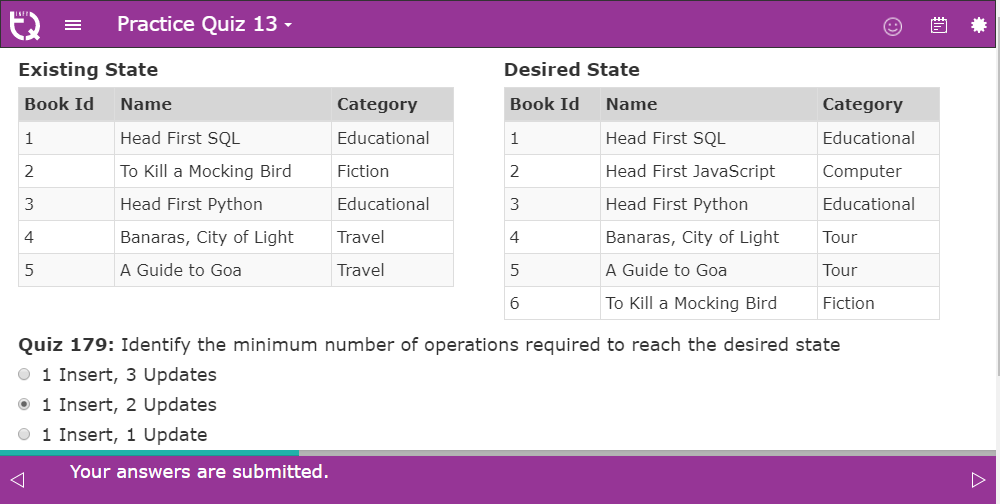 INFY
TQ
Practice Quiz 13
Existing State
Book Id Name Category
1 Head First SQL Educational
2 To Kill a Mocking Bird Fiction
3 Head First Python Educational
4 Banaras, City of Light Travel
5 A Guide to Goa Travel
Desired State
Book Id Name Category
1 Head First SQL Educational
2 Head First JavaScript Computer
3 Head First Python Educational
4 Banaras, City of Light Tour
5 A Guide to Goa Tour
6 To Kill a Mocking Bird Fiction
Quiz 179: Identify the minimum number of operations required to reach the desired state
1 Insert, 3 Updates
1 Insert, 2 Updates
1 Insert, 1 Update
Your answers are submitted.